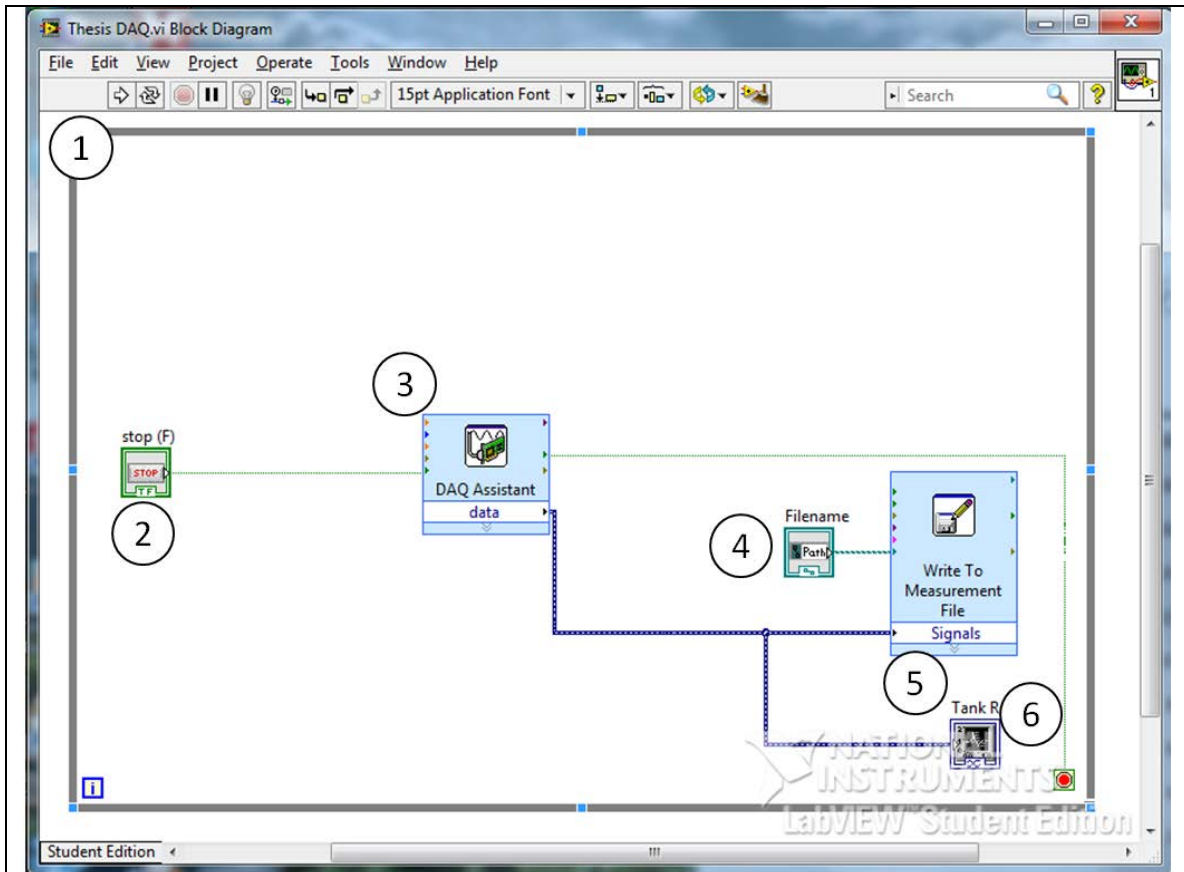 Thesis DAQ.vi Block Diagram
File Edit View Project Operate Tools Window Help
15pt Application Font
Search
1
1
stop (F)
STOP
TF
2
3
DAQ Assistant
data
Filename
Path
4
Write To
Measurement
File
Signals
5
Tank R
6
i
NATIONAL
INSTRUMENTS
LabVIEW™ Student Edition
Student Edition